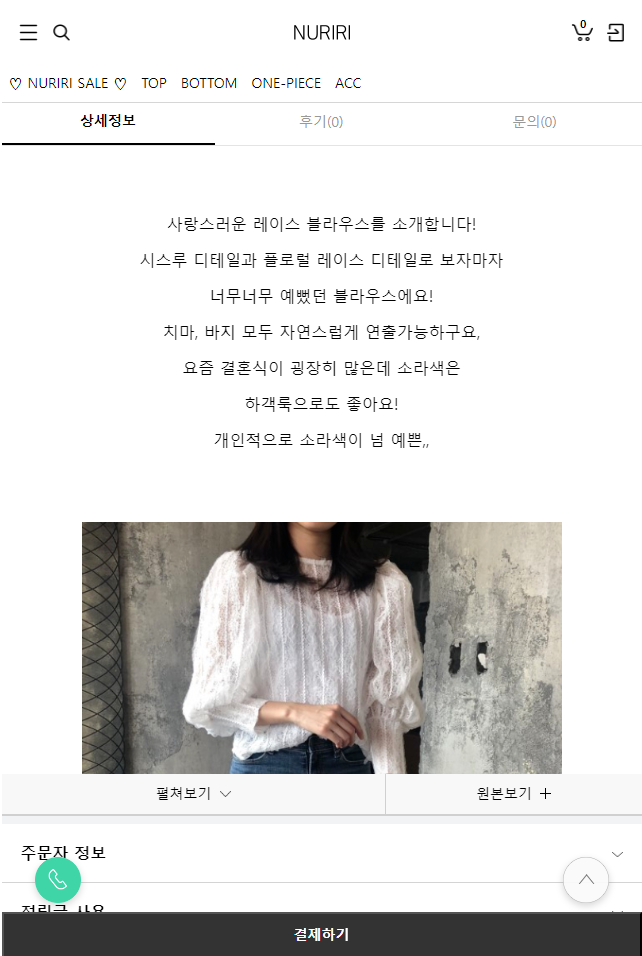 NURIRI
0
♡ NURIRI SALE ♡ TOP BOTTOM ONE-PIECE ACC
상세정보 후기(0) 문의(0)
사랑스러운 레이스 블라우스를 소개합니다!
시스루 디테일과 플로럴 레이스 디테일로 보자마자
너무너무 예뻤던 블라우스에요!
치마, 바지 모두 자연스럽게 연출가능하구요,
요즘 결혼식이 굉장히 많은데 소라색은
하객룩으로도 좋아요!
개인적으로 소라색이 넘 예쁜,,
펼쳐보기 원본보기
주문자 정보
적립금 사용
결제하기